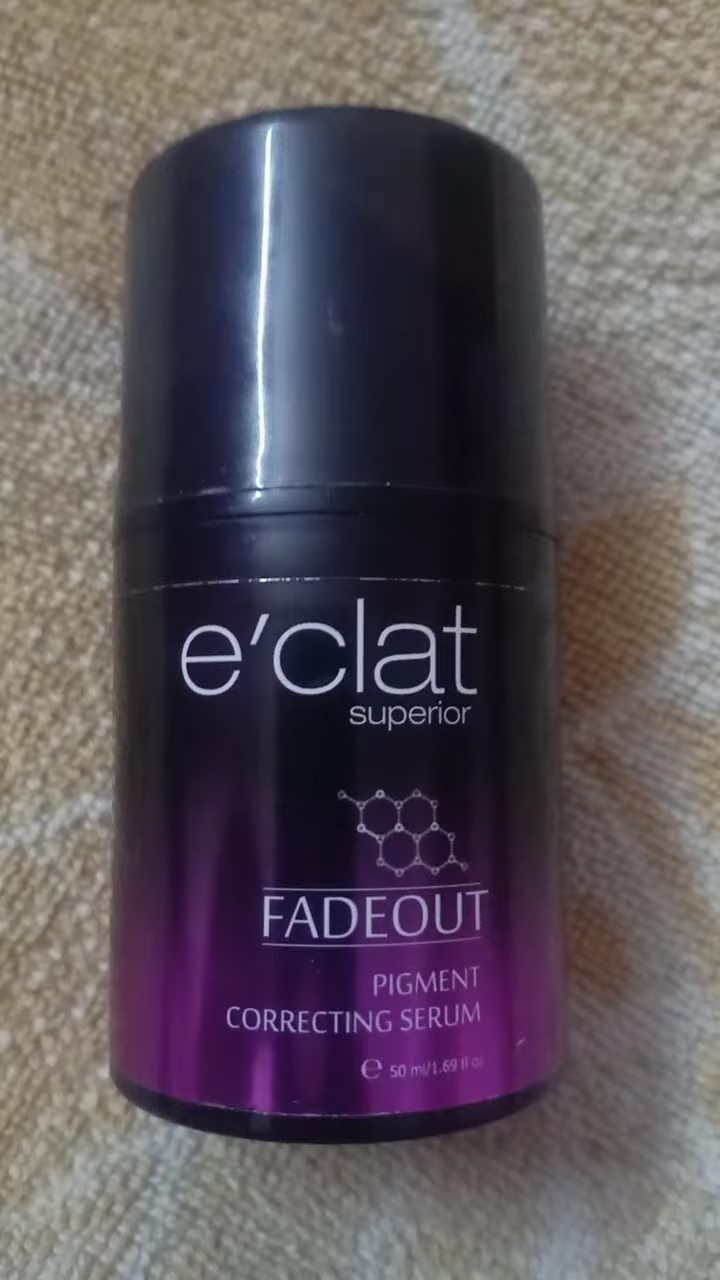 e'clat
superior
FADEOUT
PIGMENT
CORRECTING SERUM
℮ 50 ml/1.69 fl oz